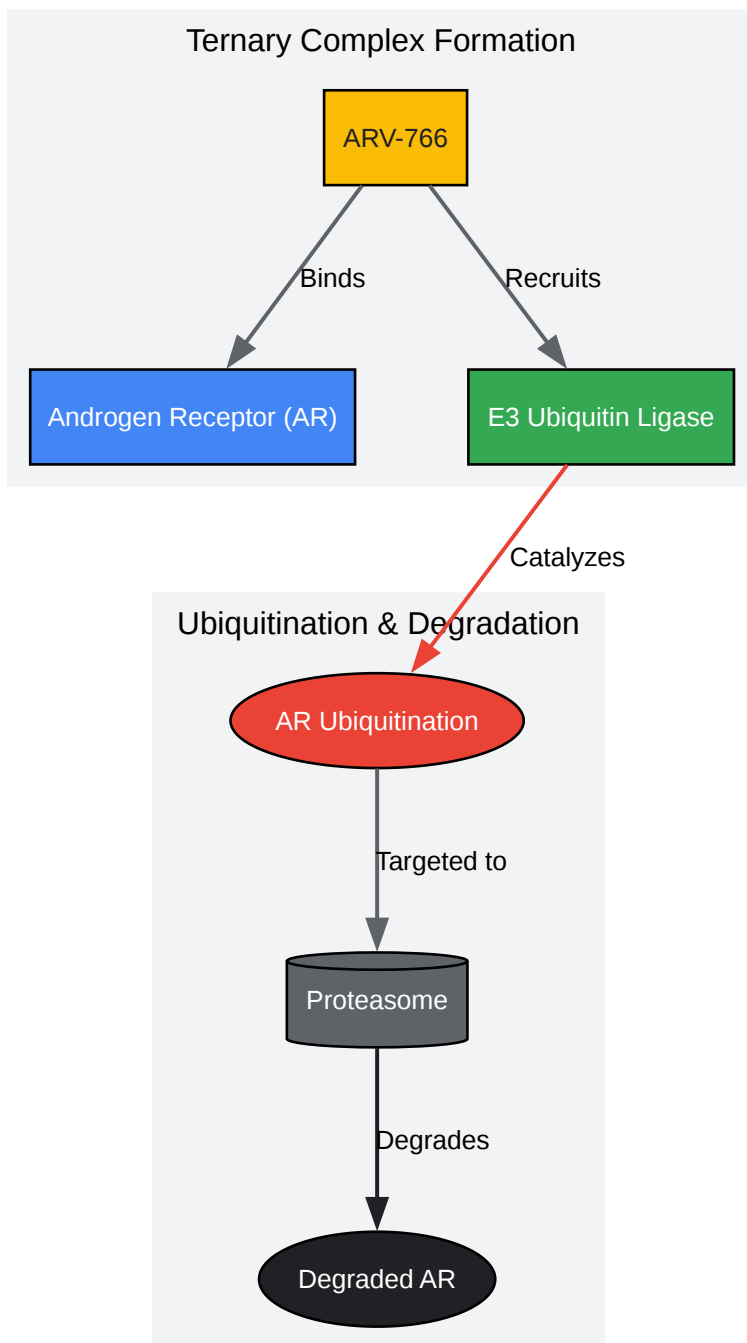 Ternary Complex Formation
ARV-766
Binds
Recruits
Androgen Receptor (AR)
E3 Ubiquitin Ligase
Catalyzes
Ubiquitination & Degradation
AR Ubiquitination
Targeted to
Proteasome
Degrades
Degraded AR